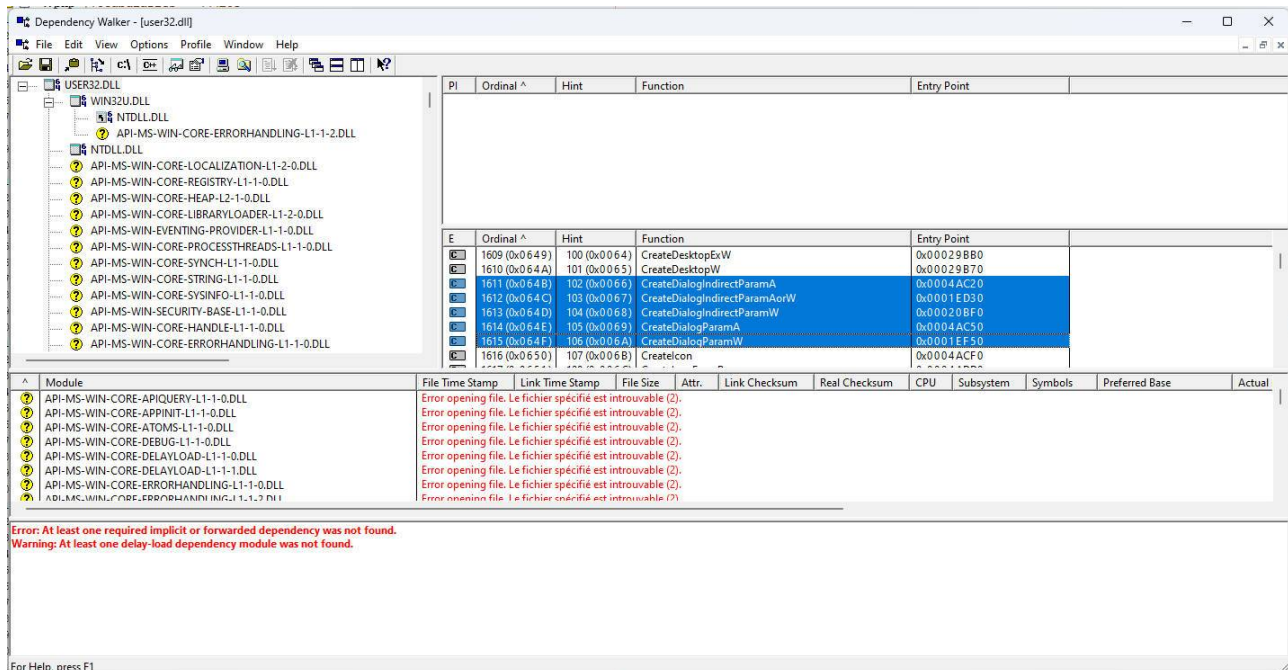 Dependency Walker - [user32.dll]
File Edit View Options Profile Window Help
USER32.DLL
WIN32U.DLL
NTDLL.DLL
API-MS-WIN-CORE-ERRORHANDLING-L1-1-2.DLL
NTDLL.DLL
API-MS-WIN-CORE-LOCALIZATION-L1-2-0.DLL
API-MS-WIN-CORE-REGISTRY-L1-1-0.DLL
API-MS-WIN-CORE-HEAP-L2-1-0.DLL
API-MS-WIN-CORE-LIBRARYLOADER-L1-2-0.DLL
API-MS-WIN-EVENTING-PROVIDER-L1-1-0.DLL
API-MS-WIN-CORE-PROCESSTHREADS-L1-1-0.DLL
API-MS-WIN-CORE-SYNCH-L1-1-0.DLL
API-MS-WIN-CORE-STRING-L1-1-0.DLL
API-MS-WIN-CORE-SYSINFO-L1-1-0.DLL
API-MS-WIN-SECURITY-BASE-L1-1-0.DLL
API-MS-WIN-CORE-HANDLE-L1-1-0.DLL
API-MS-WIN-CORE-ERRORHANDLING-L1-1-0.DLL
PI Ordinal ^ Hint Function Entry Point
E Ordinal ^ Hint Function Entry Point
C 1609 (0x0649) 100 (0x0064) CreateDesktopExW 0x00029BB0
C 1610 (0x064A) 101 (0x0065) CreateDesktopW 0x00029B70
C 1611 (0x064B) 102 (0x0066) CreateDialogIndirectParamA 0x0004AC20
C 1612 (0x064C) 103 (0x0067) CreateDialogIndirectParamAorW 0x0001ED30
C 1613 (0x064D) 104 (0x0068) CreateDialogIndirectParamW 0x00020BF0
C 1614 (0x064E) 105 (0x0069) CreateDialogParamA 0x0004AC50
C 1615 (0x064F) 106 (0x006A) CreateDialogParamW 0x0001EF50
C 1616 (0x0650) 107 (0x006B) CreateIcon 0x0004ACF0
^ Module File Time Stamp Link Time Stamp File Size Attr. Link Checksum Real Checksum CPU Subsystem Symbols Preferred Base Actual
API-MS-WIN-CORE-APIQUERY-L1-1-0.DLL Error opening file. Le fichier spécifié est introuvable (2).
API-MS-WIN-CORE-APPINIT-L1-1-0.DLL Error opening file. Le fichier spécifié est introuvable (2).
API-MS-WIN-CORE-ATOMS-L1-1-0.DLL Error opening file. Le fichier spécifié est introuvable (2).
API-MS-WIN-CORE-DEBUG-L1-1-0.DLL Error opening file. Le fichier spécifié est introuvable (2).
API-MS-WIN-CORE-DELAYLOAD-L1-1-0.DLL Error opening file. Le fichier spécifié est introuvable (2).
API-MS-WIN-CORE-DELAYLOAD-L1-1-1.DLL Error opening file. Le fichier spécifié est introuvable (2).
API-MS-WIN-CORE-ERRORHANDLING-L1-1-0.DLL Error opening file. Le fichier spécifié est introuvable (2).
API-MS-WIN-CORE-ERRORHANDLING-L1-1-2.DLL Error opening file. Le fichier spécifié est introuvable (2).
Error: At least one required implicit or forwarded dependency was not found.
Warning: At least one delay-load dependency module was not found.
For Help, press F1